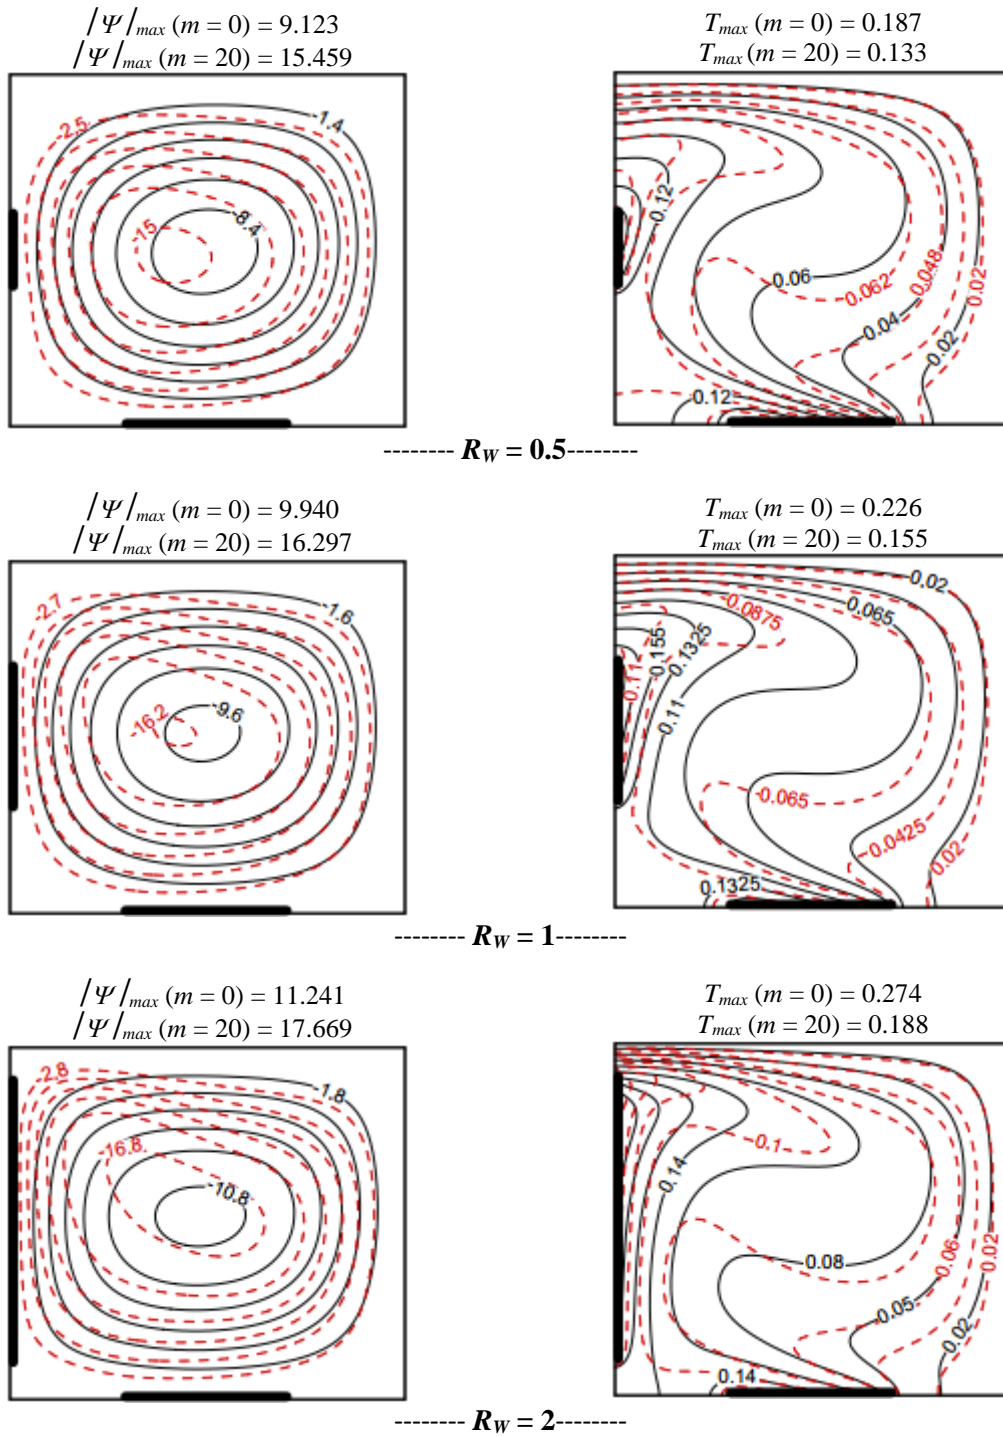 |Ψ|max (m = 0) = 9.123
|Ψ|max (m = 20) = 15.459
Tmax (m = 0) = 0.187
Tmax (m = 20) = 0.133
-2.5
-1.4
-8.4
-15
0.12
0.06
0.062
0.048
0.02
0.04
0.02
0.12
-------- RW = 0.5--------
|Ψ|max (m = 0) = 9.940
|Ψ|max (m = 20) = 16.297
Tmax (m = 0) = 0.226
Tmax (m = 20) = 0.155
-2.7
-1.6
-9.6
-16.2
0.02
0.0875
0.065
0.155
0.1325
0.11
0.11
0.065
0.0425
0.02
0.1325
-------- RW = 1--------
|Ψ|max (m = 0) = 11.241
|Ψ|max (m = 20) = 17.669
Tmax (m = 0) = 0.274
Tmax (m = 20) = 0.188
-2.8
-1.8
-16.8
-10.8
0.1
0.14
0.08
0.06
0.02
0.05
0.02
0.14
-------- RW = 2--------